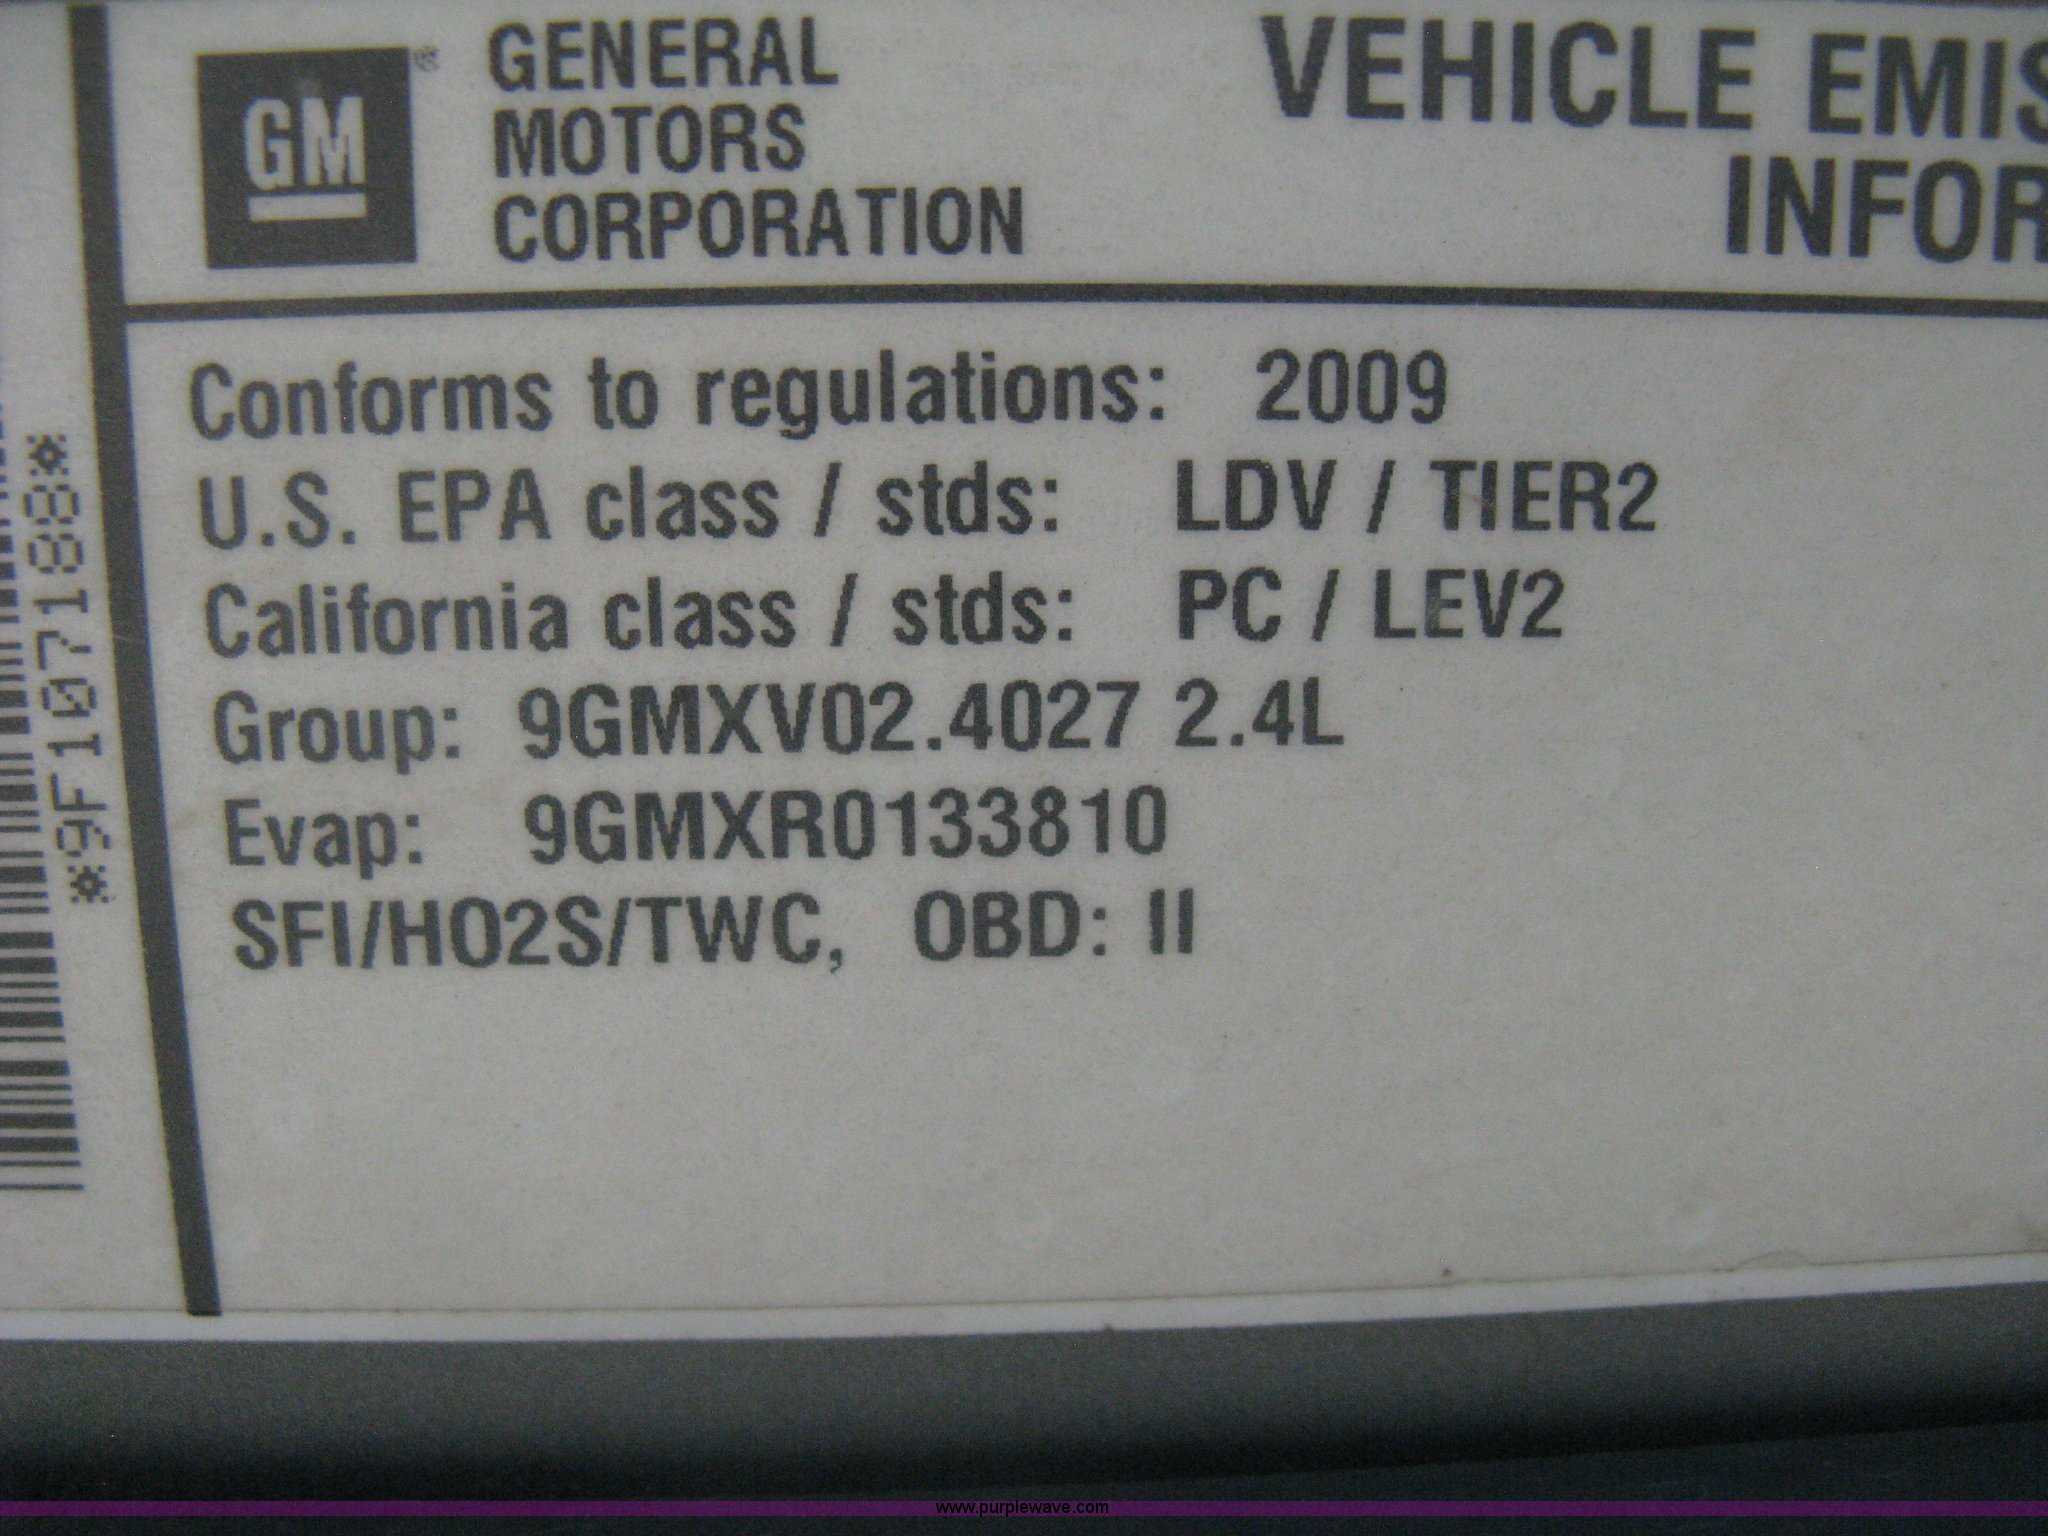 GM
®
GENERAL
MOTORS
CORPORATION
VEHICLE EMIS
INFOR
Conforms to regulations: 2009
U.S. EPA class / stds: LDV / TIER2
California class / stds: PC / LEV2
Group: 9GMXV02.4027 2.4L
Evap: 9GMXR0133810
SFI/HO2S/TWC, OBD: II
*9F107188*
www.purplewave.com